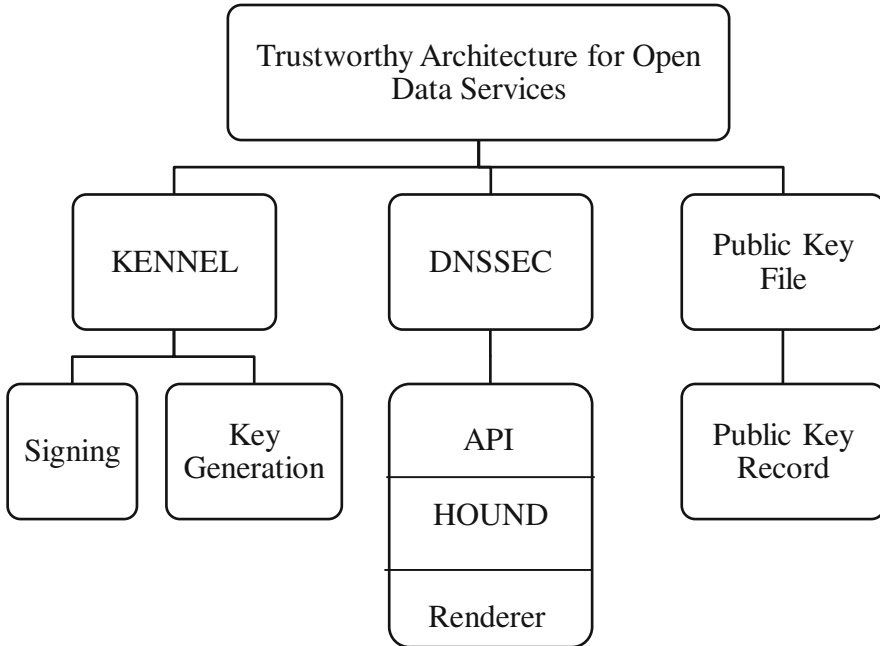 Trustworthy Architecture for Open
Data Services
KENNEL
DNSSEC
Public Key
File
Signing
Key
Generation
API
HOUND
Renderer
Public Key
Record